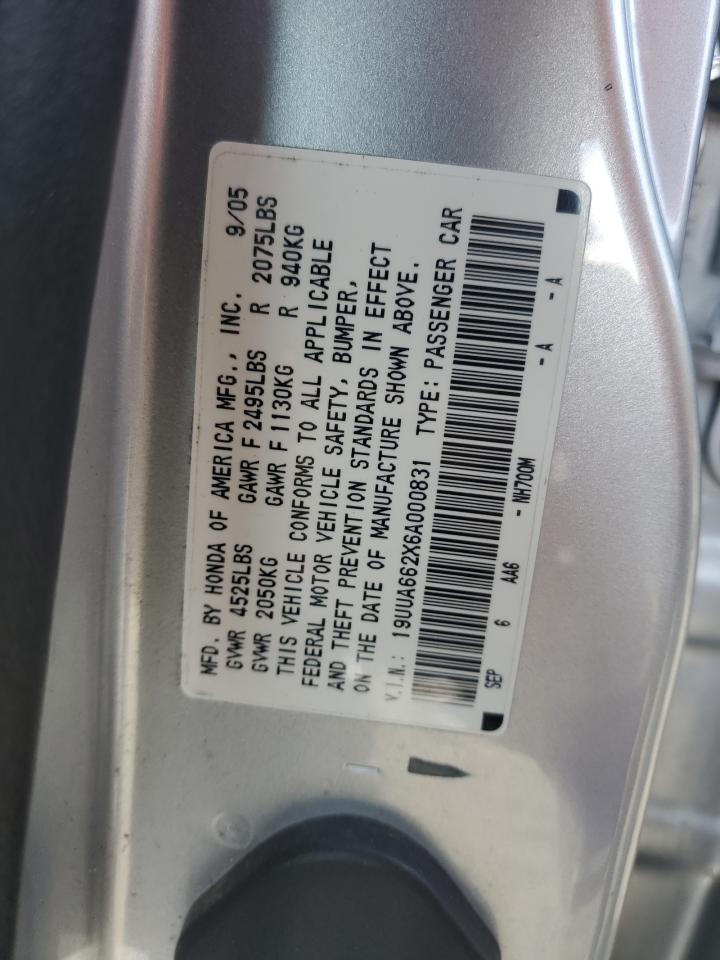 MFD. BY HONDA OF AMERICA MFG., INC. 9/05
GVWR 4525LBS GAWR F 2495LBS R 2075LBS
GVWR 2050KG GAWR F 1130KG R 940KG
THIS VEHICLE CONFORMS TO ALL APPLICABLE
FEDERAL MOTOR VEHICLE SAFETY, BUMPER,
AND THEFT PREVENTION STANDARDS IN EFFECT
ON THE DATE OF MANUFACTURE SHOWN ABOVE.
V.I.N.: 19UUA662X6A000831 TYPE: PASSENGER CAR
SEP 6 AA6 - NH700M - A - A